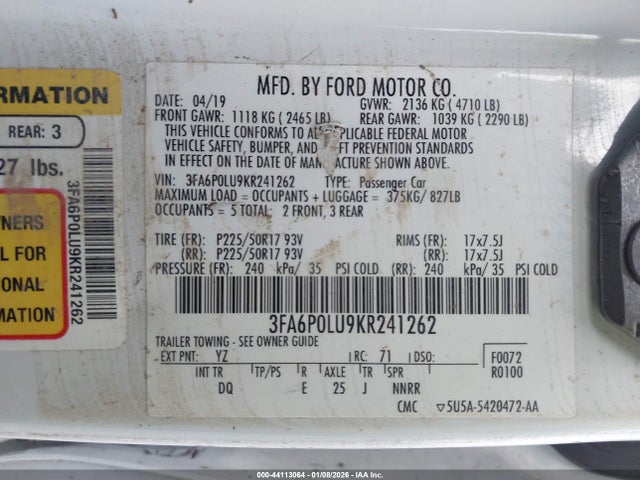 ORMATION
REAR: 3
27 lbs.
WNERS
L FOR
IONAL
MATION
3FA6P0LU9KR241262
MFD. BY FORD MOTOR CO.
DATE: 04/19 GVWR: 2136 KG ( 4710 LB)
FRONT GAWR: 1118 KG ( 2465 LB) REAR GAWR: 1039 KG ( 2290 LB)
THIS VEHICLE CONFORMS TO ALL APPLICABLE FEDERAL MOTOR
VEHICLE SAFETY, BUMPER, AND THEFT PREVENTION STANDARDS
IN EFFECT ON THE DATE OF MANUFACTURE SHOWN ABOVE.
VIN: 3FA6P0LU9KR241262 TYPE: Passenger Car
MAXIMUM LOAD = OCCUPANTS + LUGGAGE = 375KG/ 827LB
OCCUPANTS = 5 TOTAL: 2 FRONT, 3 REAR
TIRE (FR): P225/50R17 93V RIMS (FR): 17x7.5J
(RR): P225/50R17 93V (RR): 17x7.5J
PRESSURE (FR): 240 kPa/ 35 PSI COLD (RR): 240 kPa/ 35 PSI COLD
3FA6P0LU9KR241262
TRAILER TOWING - SEE OWNER GUIDE
EXT PNT: YZ RC: 71 DSO: F0072
R0100
INT TR TP/PS R AXLE TR SPR
DQ E 25 J NNRR
CMC ▽5U5A-5420472-AA
000-44113064 - 01/08/2026 - IAA Inc. - Copart Member